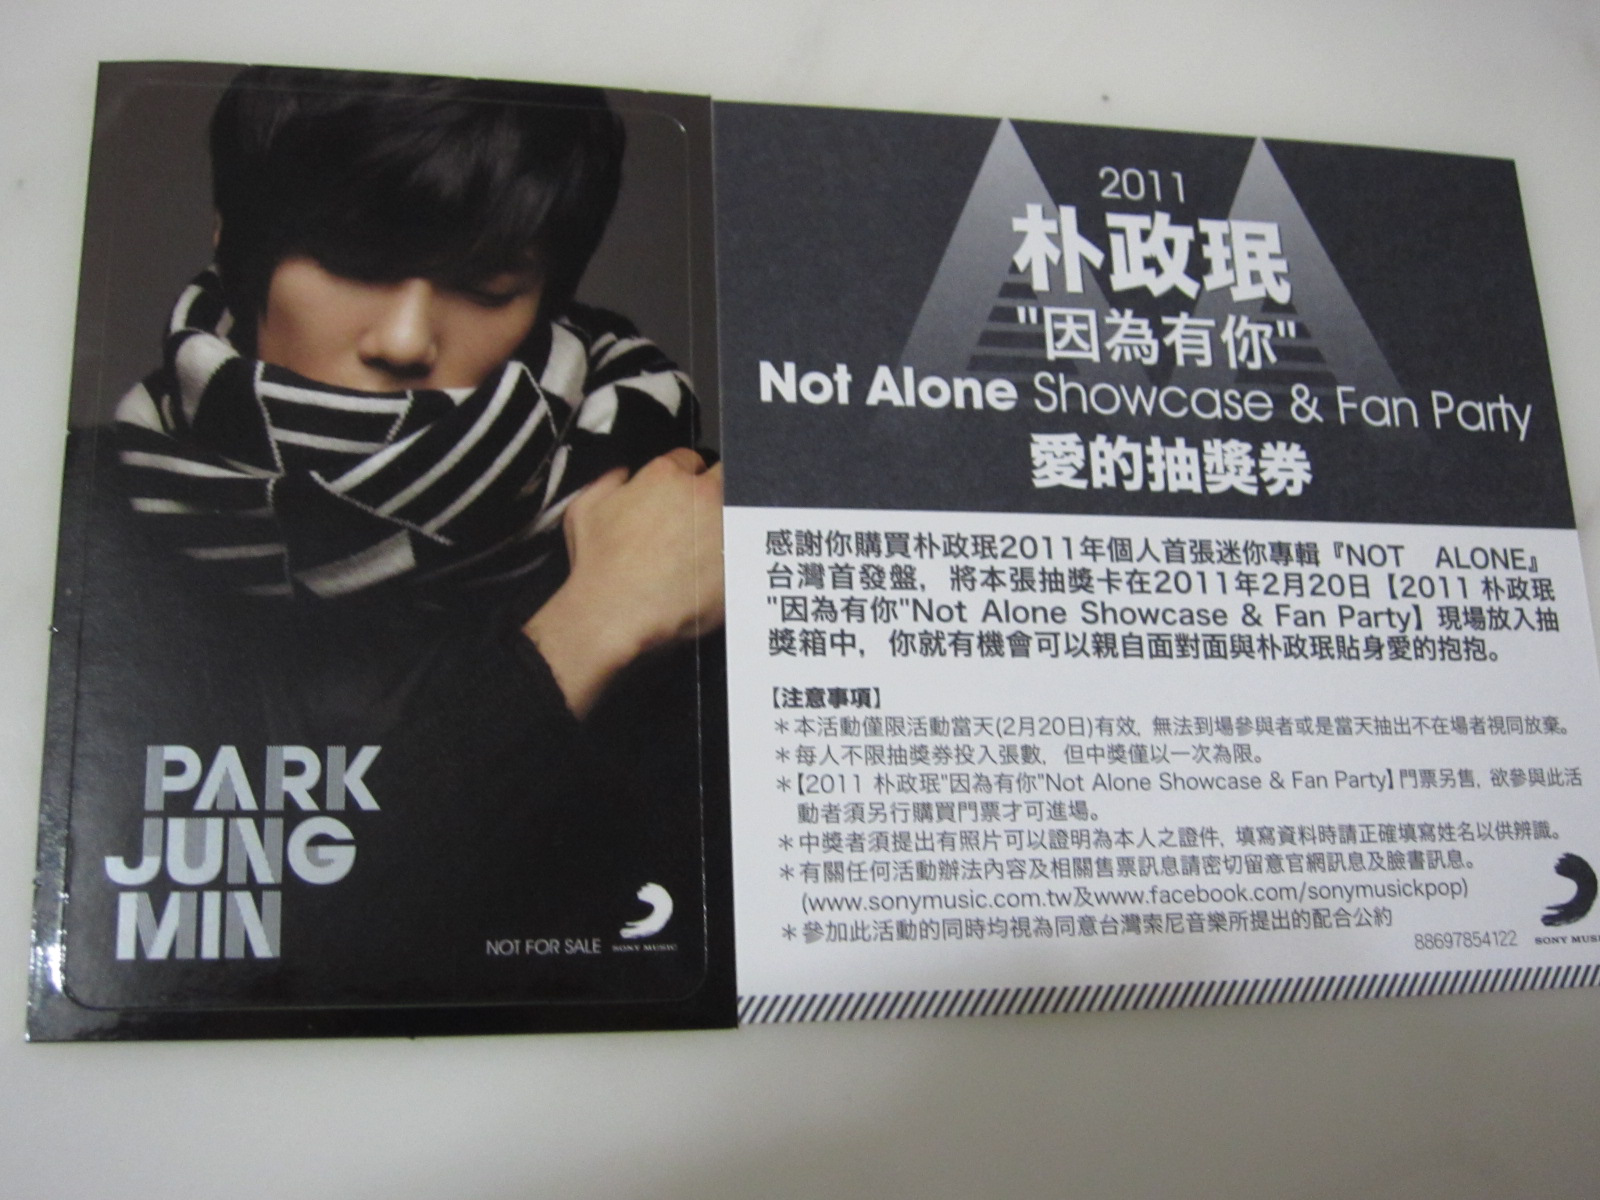 PARK
JUNG
MIN
NOT FOR SALE
SONY MUSIC
2011
朴政珉
"因為有你"
Not Alone Showcase & Fan Party
愛的抽獎券
感謝你購買朴政珉2011年個人首張迷你專輯『NOT ALONE』
台灣首發盤，將本張抽獎卡在2011年2月20日【2011 朴政珉
"因為有你"Not Alone Showcase & Fan Party】現場放入抽
獎箱中，你就有機會可以親自面對面與朴政珉貼身愛的抱抱。
【注意事項】
＊本活動僅限活動當天(2月20日)有效，無法到場參與者或是當天抽出不在場者視同放棄。
＊每人不限抽獎券投入張數，但中獎僅以一次為限。
＊【2011 朴政珉"因為有你"Not Alone Showcase & Fan Party】門票另售，欲參與此活
動者須另行購買門票才可進場。
＊中獎者須提出有照片可以證明為本人之證件，填寫資料時請正確填寫姓名以供辨識。
＊有關任何活動辦法內容及相關售票訊息請密切留意官網訊息及臉書訊息。
(www.sonymusic.com.tw及www.facebook.com/sonymusickpop)
＊參加此活動的同時均視為同意台灣索尼音樂所提出的配合公約
88697854122
SONY MUSI